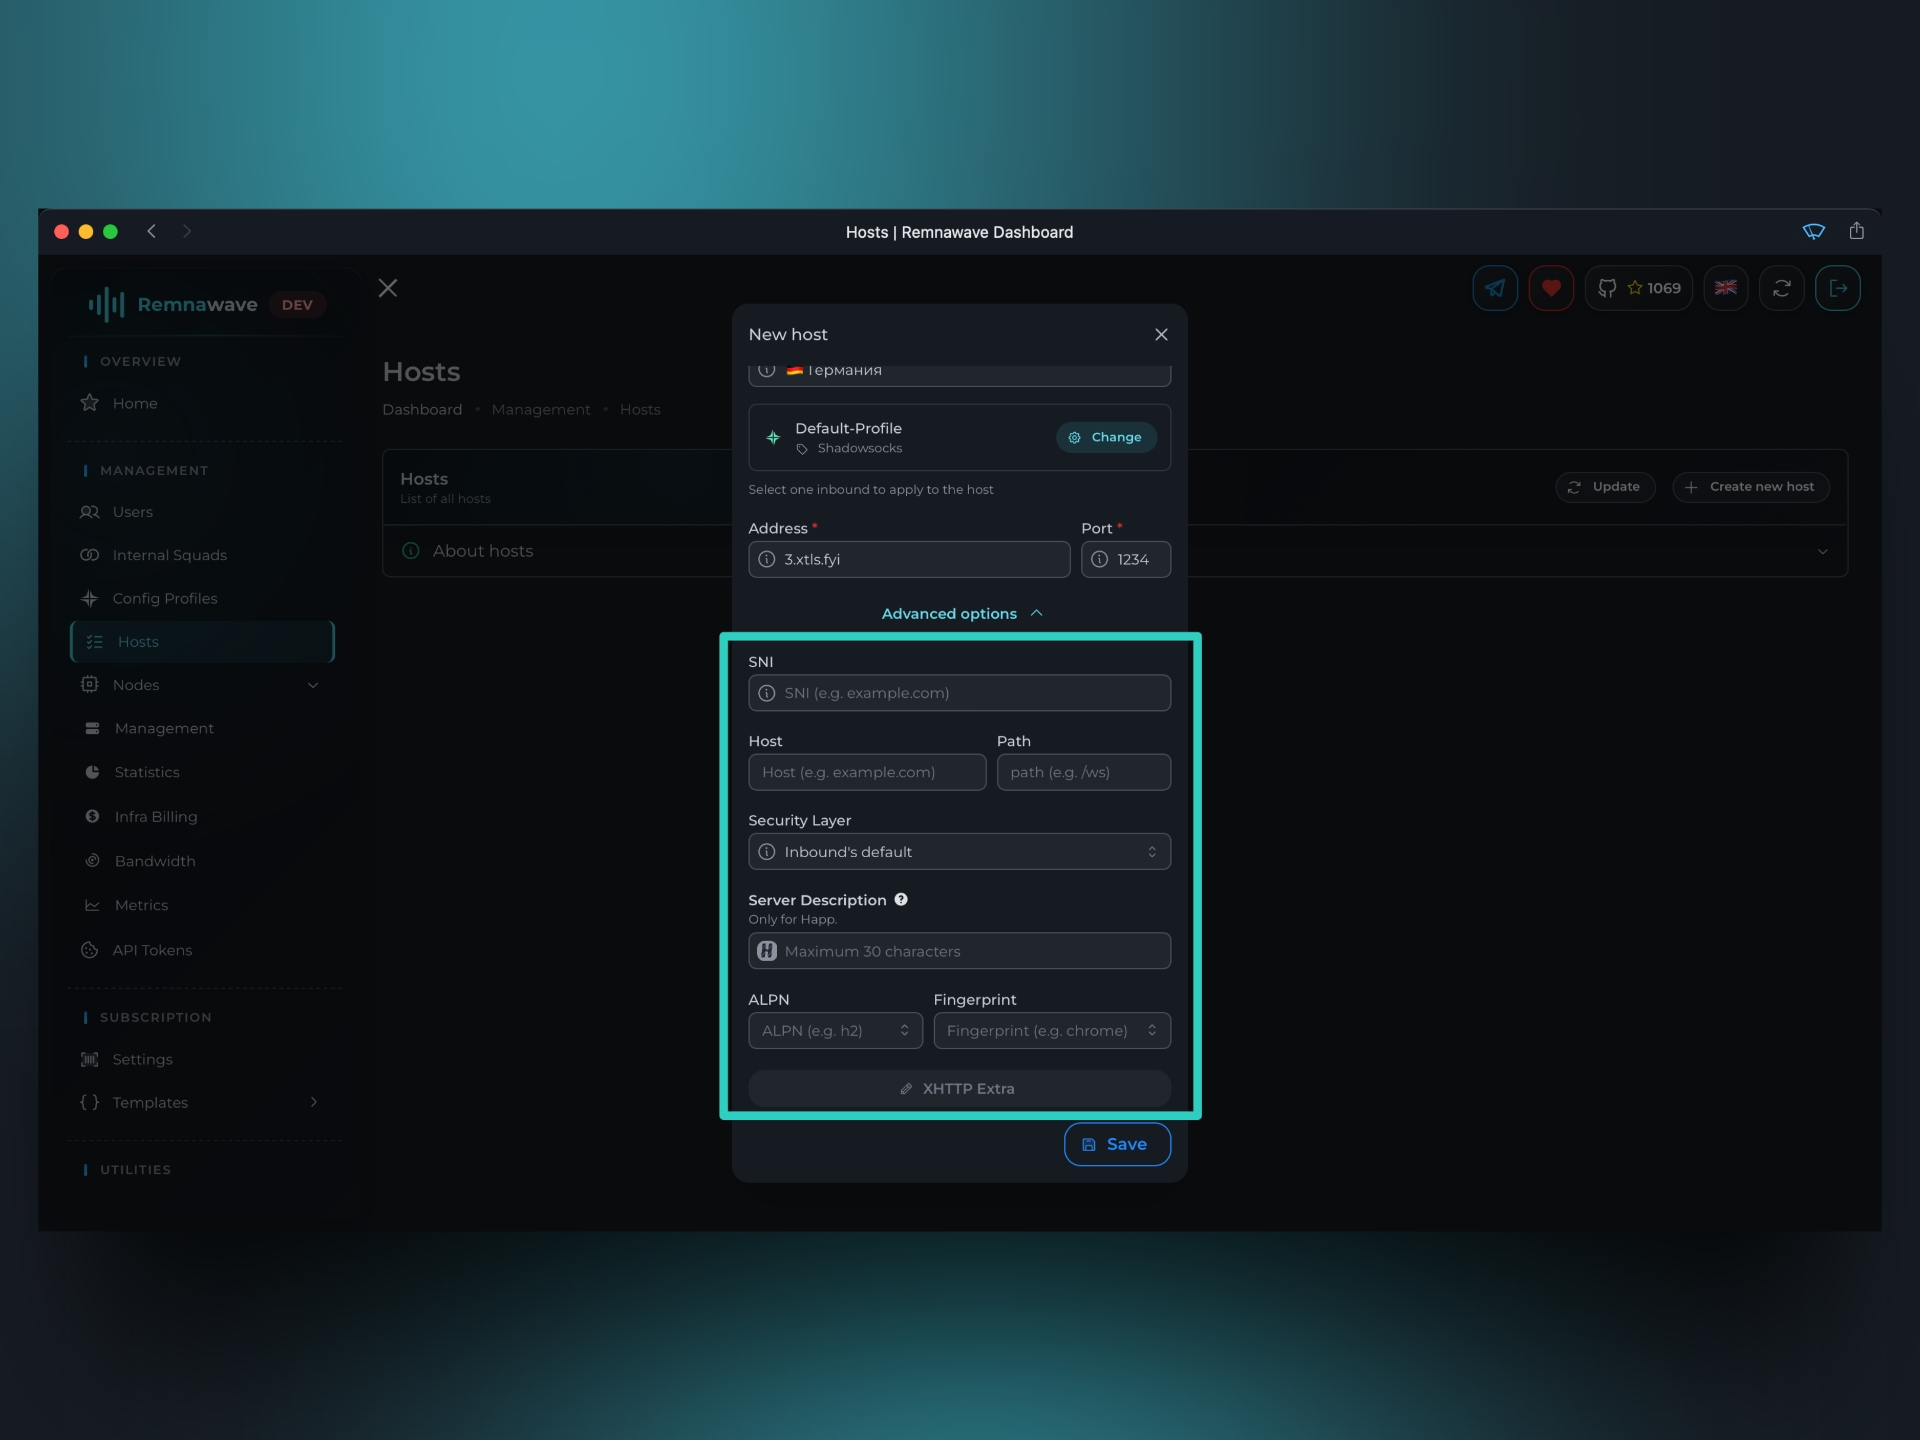 Hosts | Remnawave Dashboard
Remnawave DEV
1069
OVERVIEW
Home
MANAGEMENT
Users
Internal Squads
Config Profiles
Hosts
Nodes
Management
Statistics
Infra Billing
Bandwidth
Metrics
API Tokens
SUBSCRIPTION
Settings
Templates
UTILITIES
Hosts
Dashboard • Management • Hosts
Hosts
List of all hosts
Update
Create new host
About hosts
New host
Германия
Default-Profile
Shadowsocks
Change
Select one inbound to apply to the host
Address * Port *
3.xtls.fyi 1234
Advanced options
SNI
SNI (e.g. example.com)
Host Path
Host (e.g. example.com) path (e.g. /ws)
Security Layer
Inbound's default
Server Description
Only for Happ.
Maximum 30 characters
ALPN Fingerprint
ALPN (e.g. h2) Fingerprint (e.g. chrome)
XHTTP Extra
Save